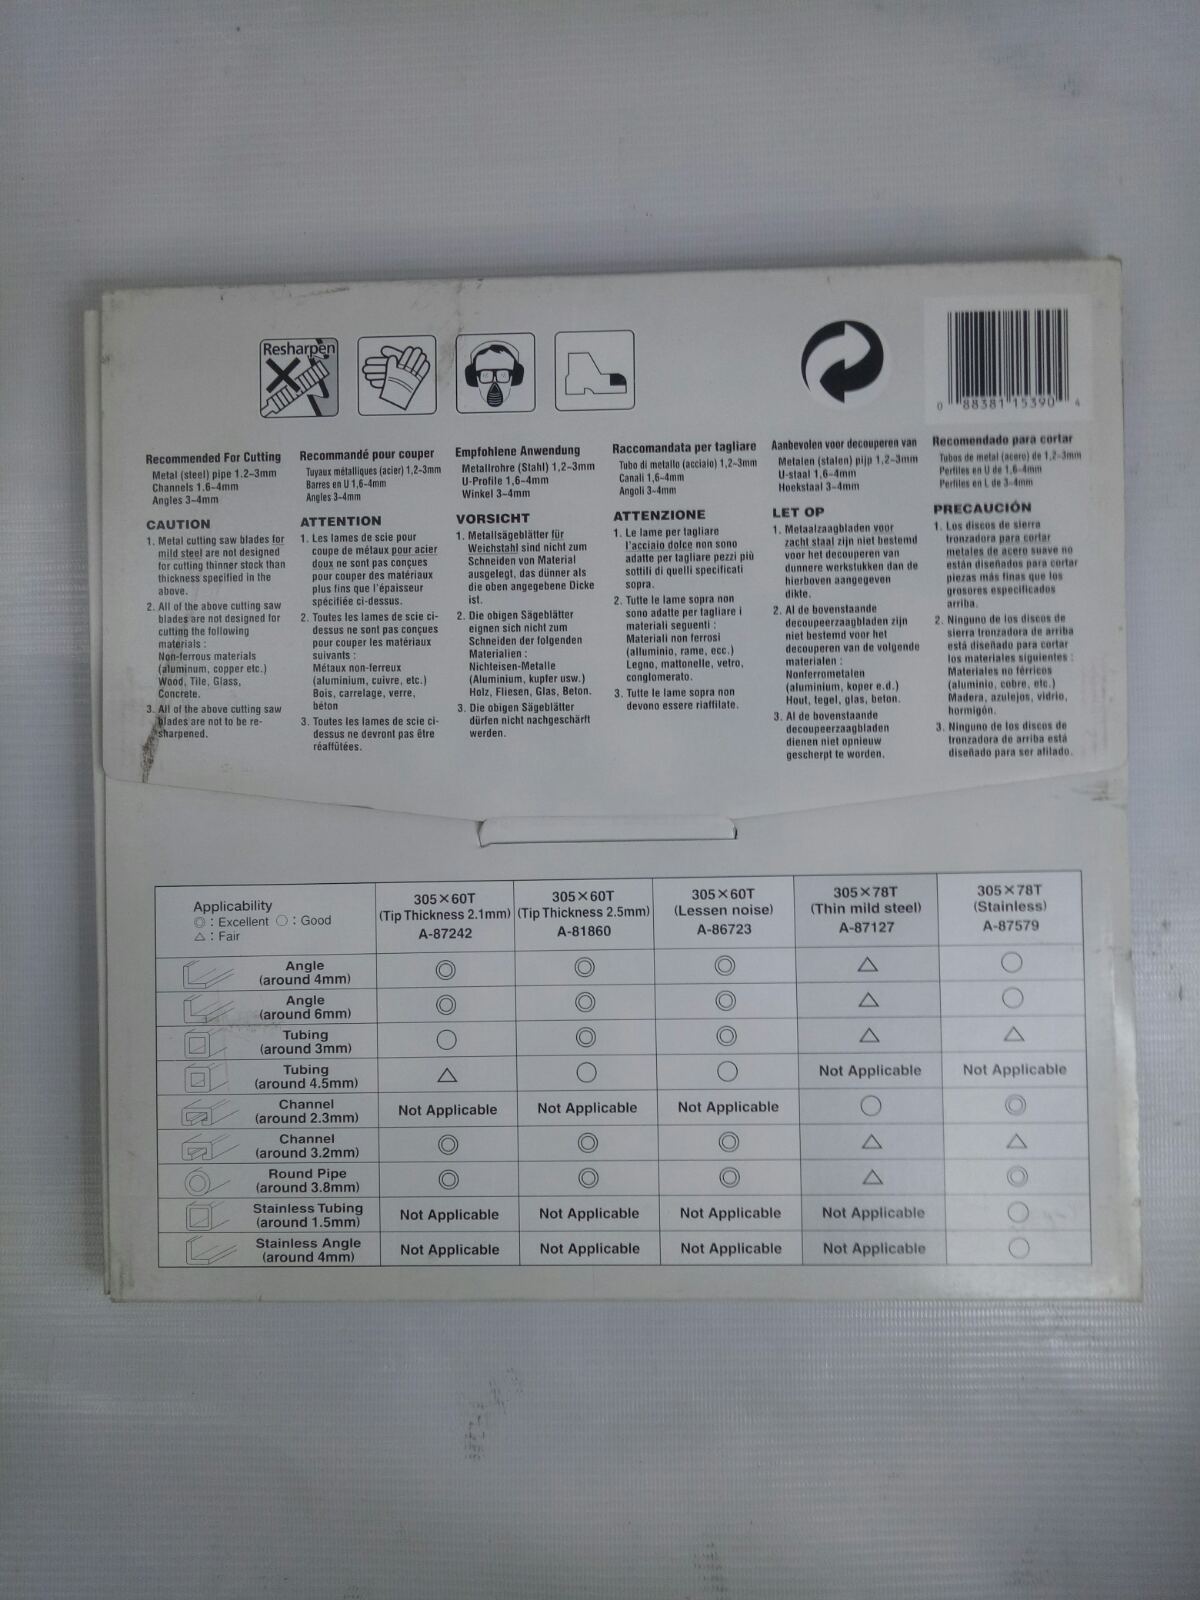 Resharpen
0 88381 15390 4
Recommended For Cutting
Metal (steel) pipe 1.2–3mm
Channels 1.6–4mm
Angles 3–4mm
CAUTION
1. Metal cutting saw blades for
mild steel are not designed
for cutting thinner stock than
thickness specified in the
above.
2. All of the above cutting saw
blades are not designed for
cutting the following
materials :
Non-ferrous materials
(aluminum, copper etc.)
Wood, Tile, Glass,
Concrete.
3. All of the above cutting saw
blades are not to be re-
sharpened.
Recommandé pour couper
Tuyaux métalliques (acier) 1,2–3mm
Barres en U 1,6–4mm
Angles 3–4mm
ATTENTION
1. Les lames de scie pour
coupe de métaux pour acier
doux ne sont pas conçues
pour couper des matériaux
plus fins que l'épaisseur
spécifiée ci-dessus.
2. Toutes les lames de scie ci-
dessus ne sont pas conçues
pour couper les matériaux
suivants :
Métaux non-ferreux
(aluminium, cuivre, etc.)
Bois, carrelage, verre,
béton
3. Toutes les lames de scie ci-
dessus ne devront pas être
réaffûtées.
Empfohlene Anwendung
Metallrohre (Stahl) 1,2–3mm
U-Profile 1,6–4mm
Winkel 3–4mm
VORSICHT
1. Metallsägeblätter für
Weichstahl sind nicht zum
Schneiden von Material
ausgelegt, das dünner als
die oben angegebene Dicke
ist.
2. Die obigen Sägeblätter
eignen sich nicht zum
Schneiden der folgenden
Materialien :
Nichteisen-Metalle
(Aluminium, kupfer usw.)
Holz, Fliesen, Glas, Beton.
3. Die obigen Sägeblätter
dürfen nicht nachgeschärft
werden.
Raccomandata per tagliare
Tubo di metallo (acciaio) 1,2–3mm
Canali 1,6–4mm
Angoli 3–4mm
ATTENZIONE
1. Le lame per tagliare
l'acciaio dolce non sono
adatte per tagliare pezzi più
sottili di quelli specificati
sopra.
2. Tutte le lame sopra non
sono adatte per tagliare i
materiali seguenti :
Materiali non ferrosi
(alluminio, rame, ecc.)
Legno, mattonelle, vetro,
conglomerato.
3. Tutte le lame sopra non
devono essere riaffilate.
Aanbevolen voor decouperen van
Metalen (stalen) pijp 1,2–3mm
U-staal 1,6–4mm
Hoekstaal 3–4mm
LET OP
1. Metaalzaagbladen voor
zacht staal zijn niet bestemd
voor het decouperen van
dunnere werkstukken dan de
hierboven aangegeven
dikte.
2. Al de bovenstaande
decoupeerzaagbladen zijn
niet bestemd voor het
decouperen van de volgende
materialen :
Nonferrometalen
(aluminium, koper e.d.)
Hout, tegel, glas, beton.
3. Al de bovenstaande
decoupeerzaagbladen
dienen niet opnieuw
gescherpt te worden.
Recomendado para cortar
Tubos de metal (acero) de 1,2–3mm
Perfiles en U de 1,6–4mm
Perfiles en L de 3–4mm
PRECAUCIÓN
1. Los discos de sierra
tronzadora para cortar
metales de acero suave no
están diseñados para cortar
piezas más finas que los
grosores especificados
arriba.
2. Ninguno de los discos de
sierra tronzadora de arriba
está diseñado para cortar
los materiales siguientes :
Materiales no férricos
(aluminio, cobre, etc.)
Madera, azulejos, vidrio,
hormigón.
3. Ninguno de los discos de
tronzadora de arriba está
diseñado para ser afilado.
Applicability
◎ : Excellent ○ : Good
△ : Fair
305×60T
(Tip Thickness 2.1mm)
A-87242
305×60T
(Tip Thickness 2.5mm)
A-81860
305×60T
(Lessen noise)
A-86723
305×78T
(Thin mild steel)
A-87127
305×78T
(Stainless)
A-87579
Angle
(around 4mm) ◎ ◎ ◎ △ ○
Angle
(around 6mm) ◎ ◎ ◎ △ ○
Tubing
(around 3mm) ○ ◎ ◎ △ △
Tubing
(around 4.5mm) △ ○ ○ Not Applicable Not Applicable
Channel
(around 2.3mm) Not Applicable Not Applicable Not Applicable ○ ◎
Channel
(around 3.2mm) ◎ ◎ ◎ △ △
Round Pipe
(around 3.8mm) ◎ ◎ ◎ △ ◎
Stainless Tubing
(around 1.5mm) Not Applicable Not Applicable Not Applicable Not Applicable ○
Stainless Angle
(around 4mm) Not Applicable Not Applicable Not Applicable Not Applicable ○